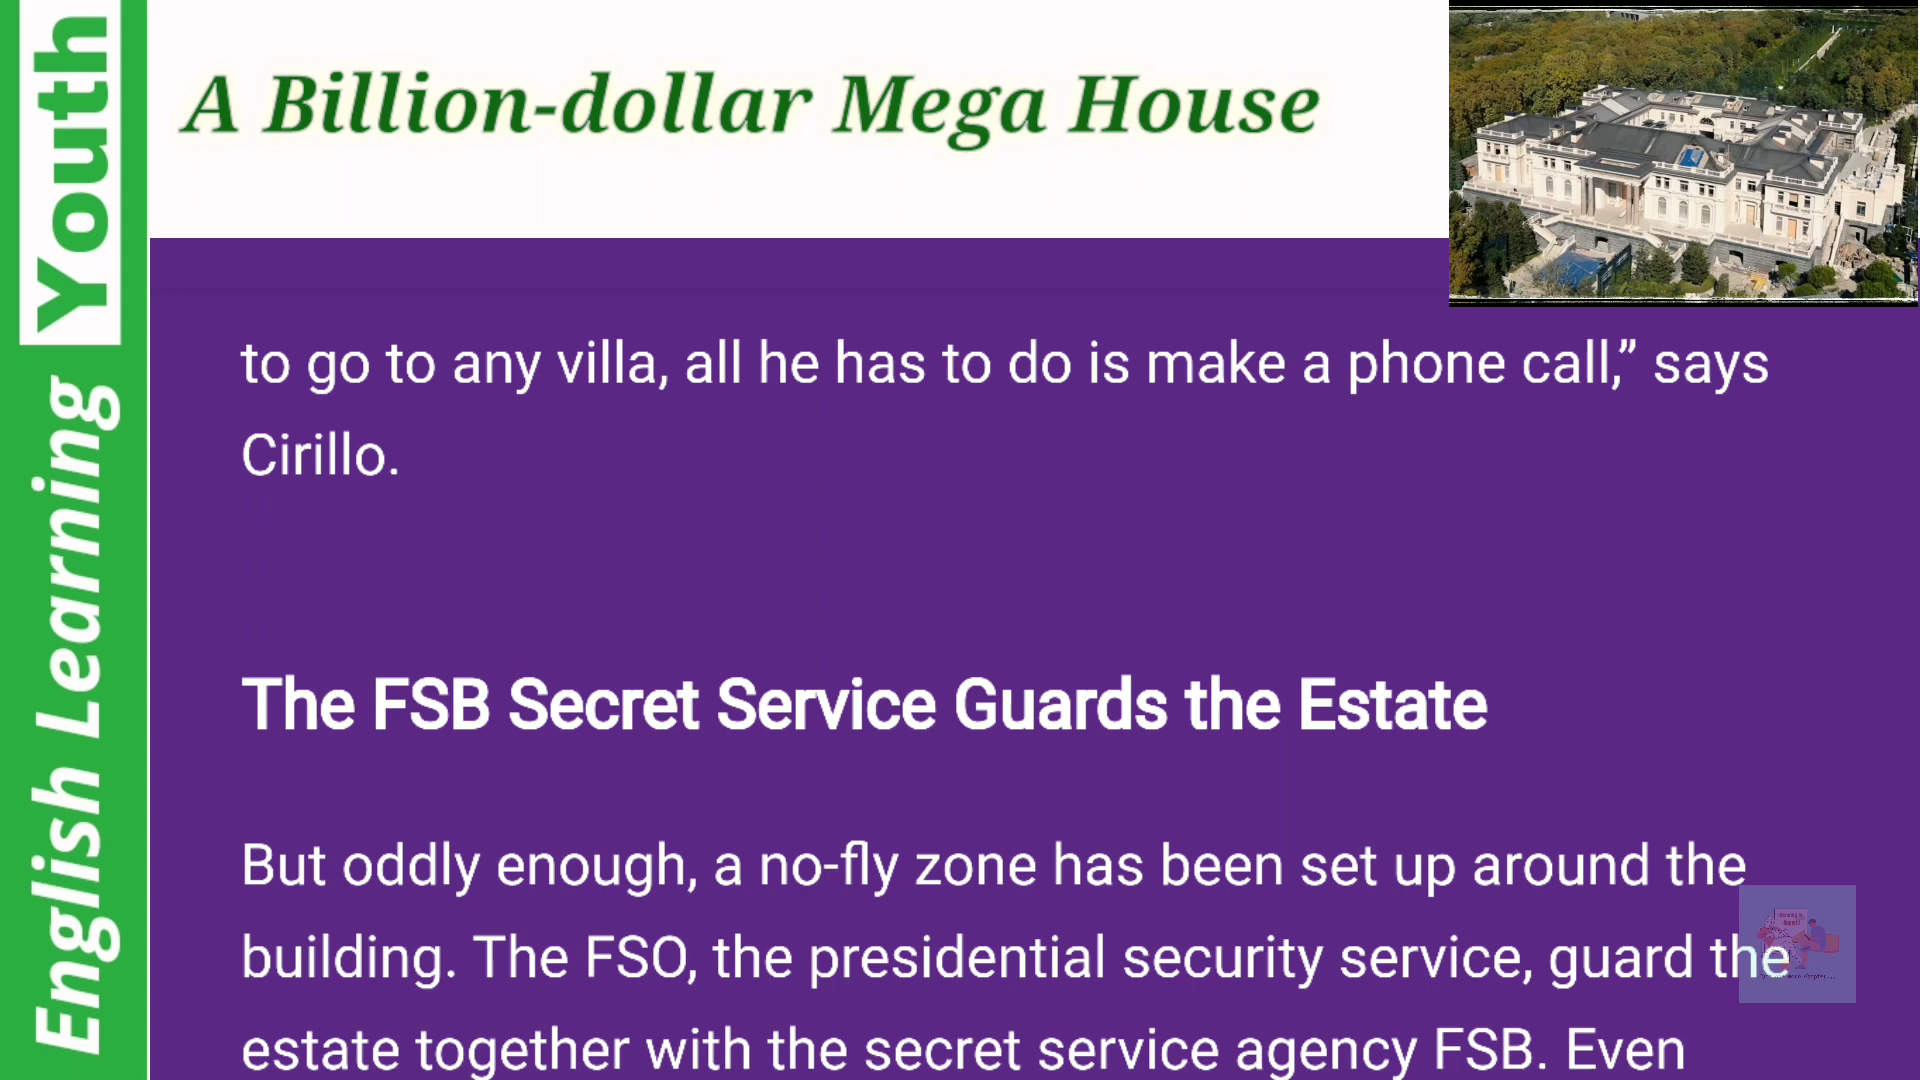 English Learning Youth
A Billion-dollar Mega House
to go to any villa, all he has to do is make a phone call,” says
Cirillo.
The FSB Secret Service Guards the Estate
But oddly enough, a no-fly zone has been set up around the
building. The FSO, the presidential security service, guard the
estate together with the secret service agency FSB. Even